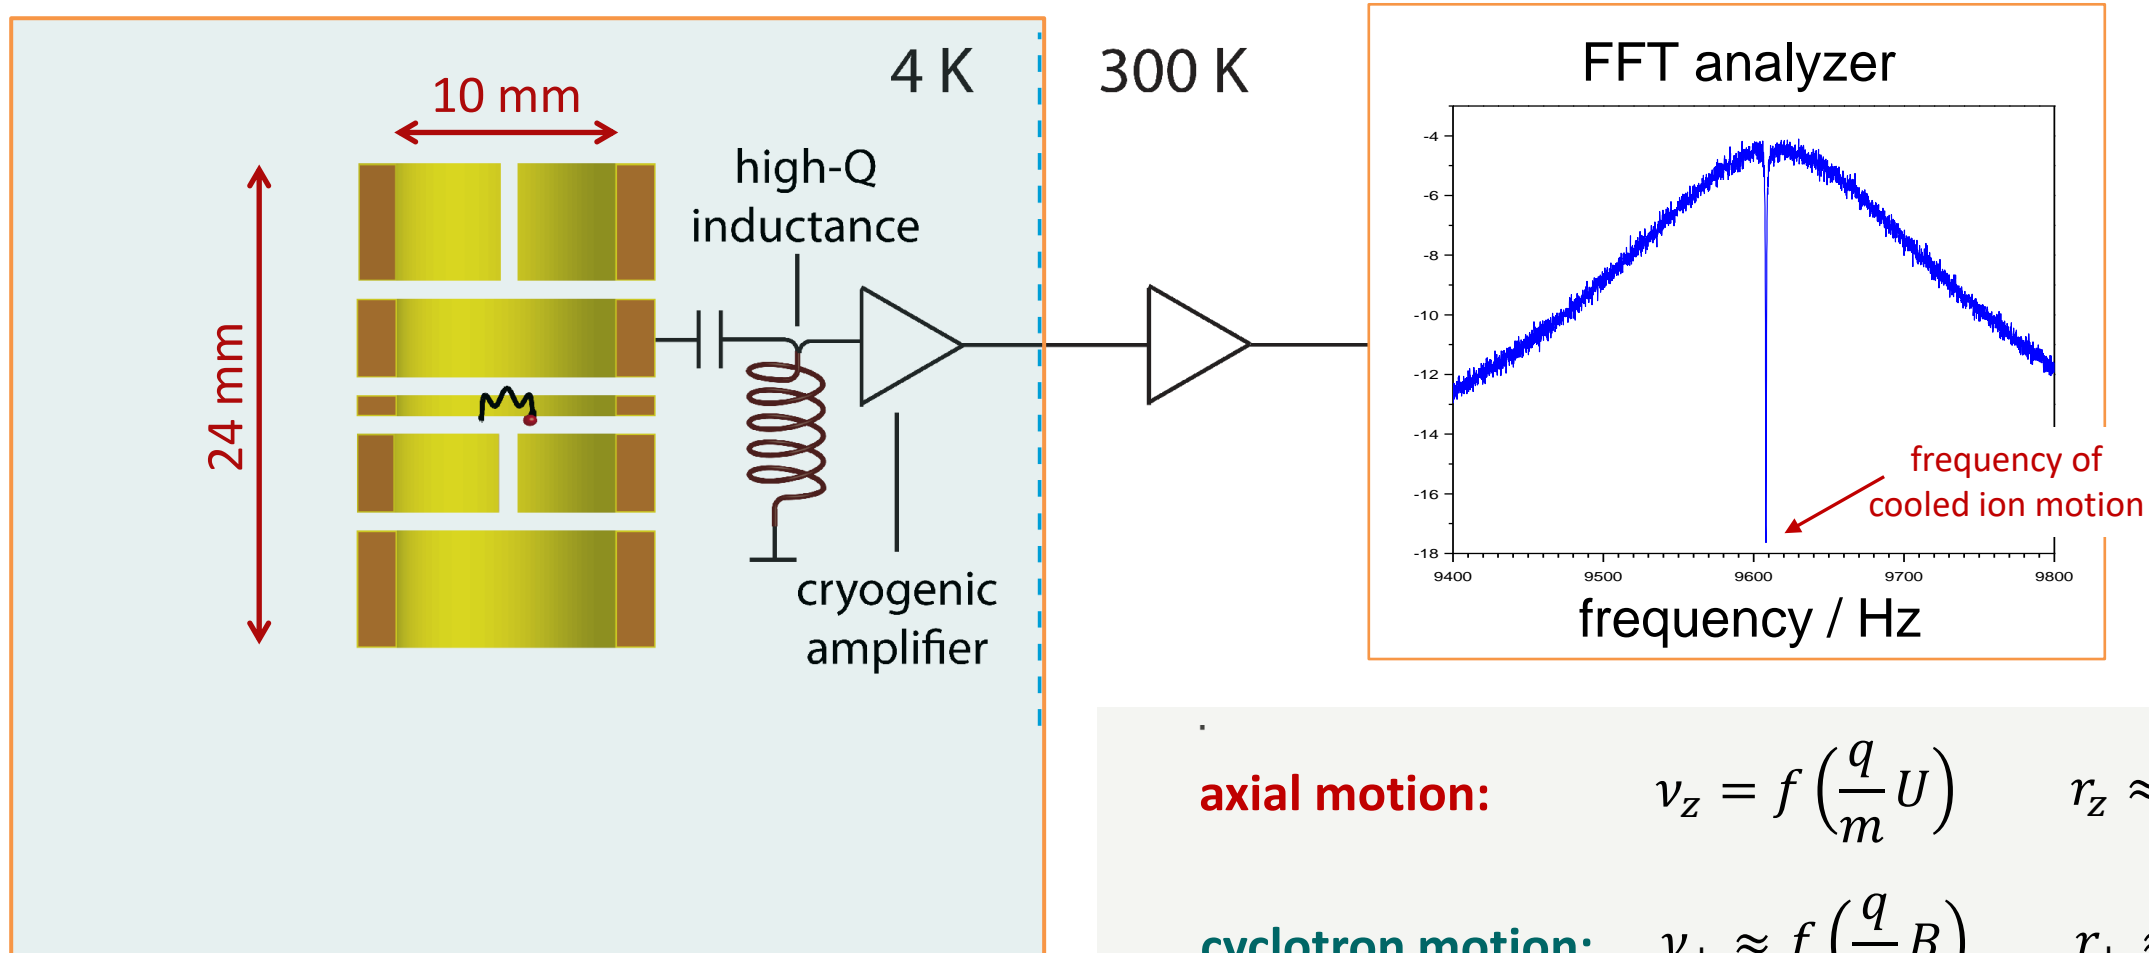 4 K
300 K
10 mm
24 mm
high-Q
inductance
cryogenic
amplifier
FFT analyzer
-4
-6
-8
-10
-12
-14
-16
-18
9400
9500
9600
9700
9800
frequency / Hz
frequency of
cooled ion motion
axial motion: ν_z = f(q/m U) r_z ≈
cyclotron motion: ≈ f(q B)